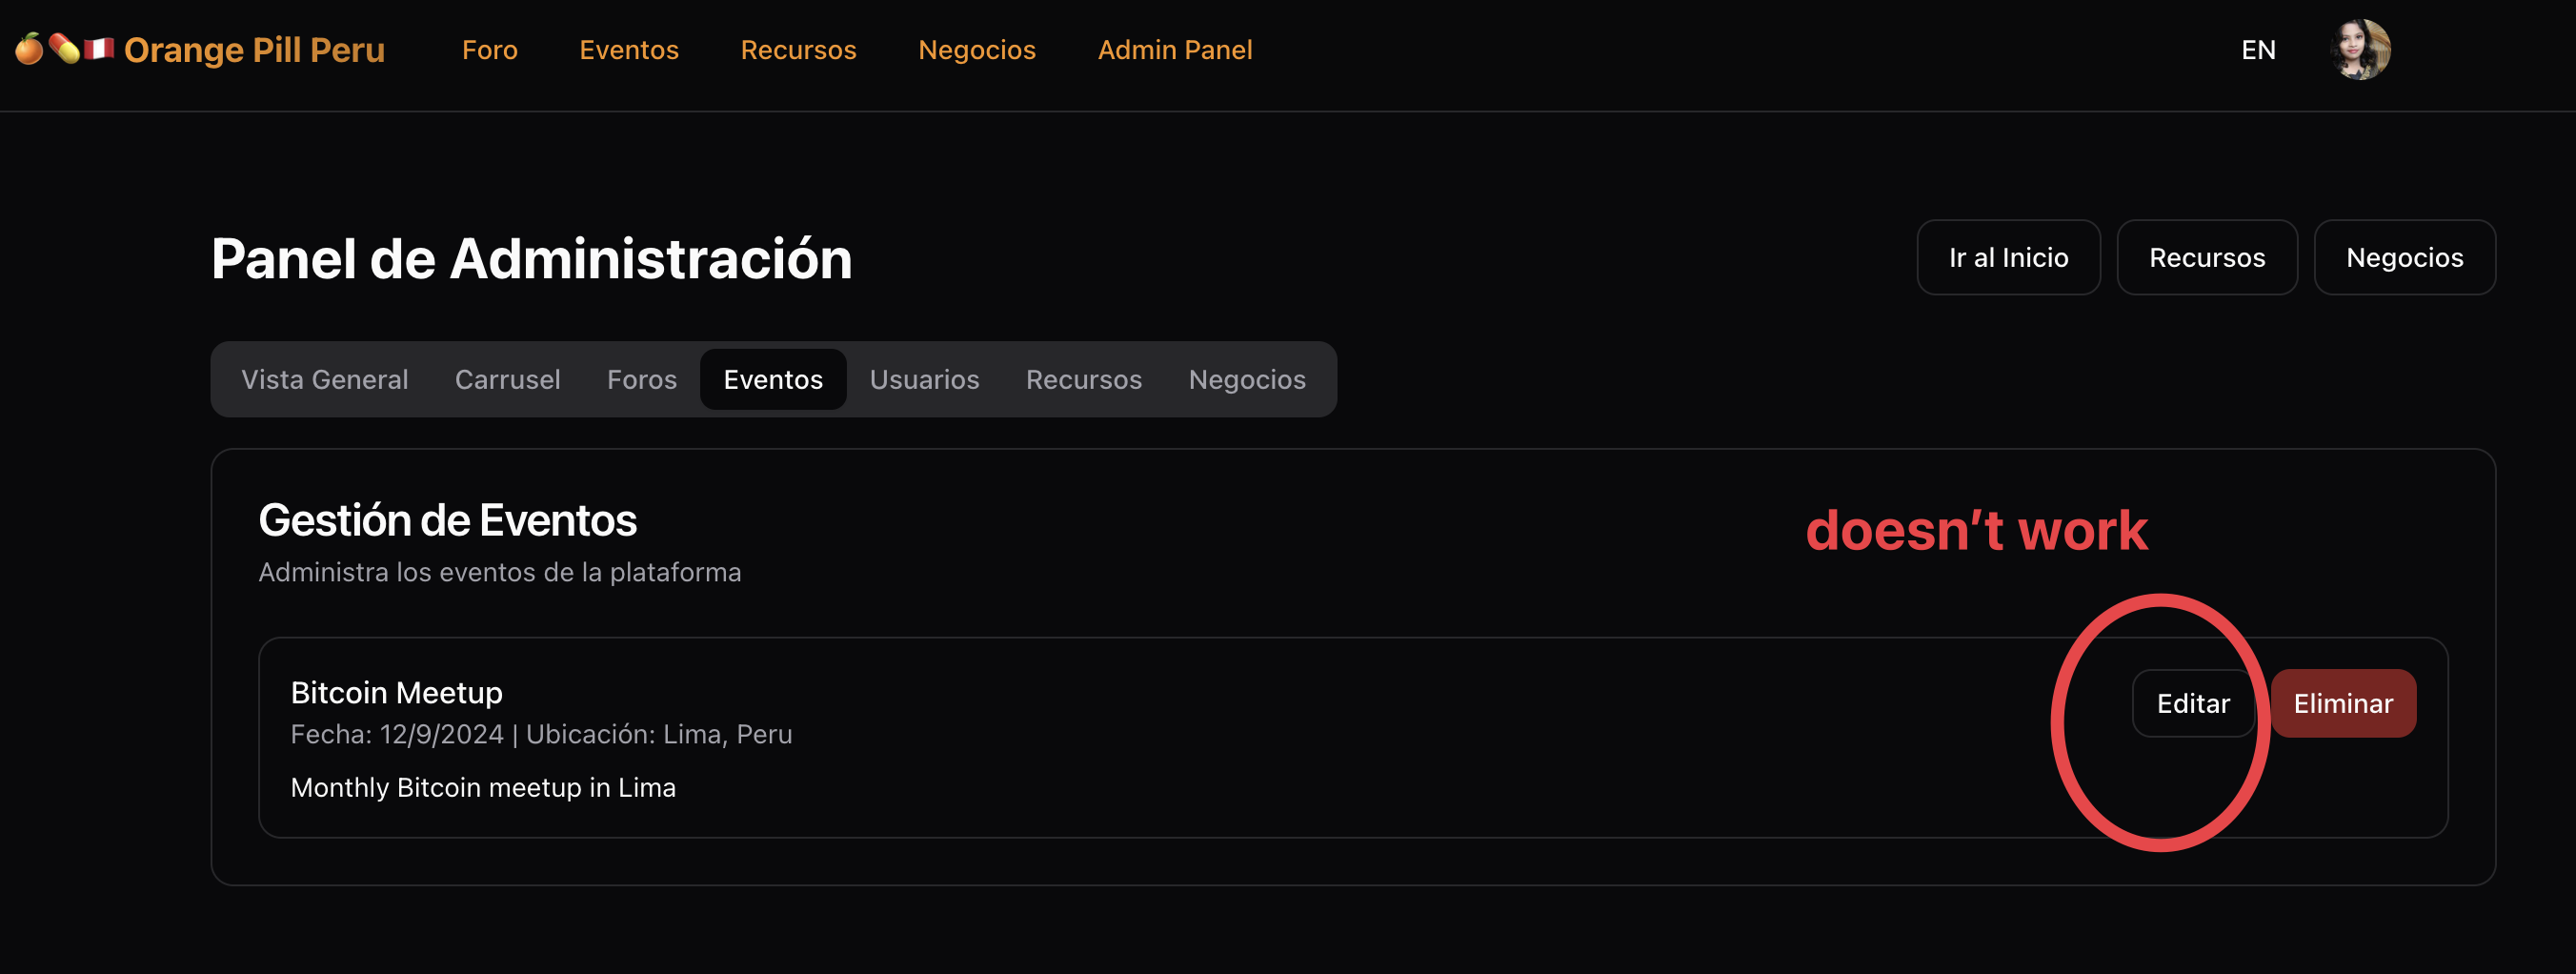 Orange Pill Peru Foro Eventos Recursos Negocios Admin Panel EN
Panel de Administración Ir al Inicio Recursos Negocios
Vista General Carrusel Foros Eventos Usuarios Recursos Negocios
Gestión de Eventos
doesn't work
Administra los eventos de la plataforma
Bitcoin Meetup
Editar Eliminar
Fecha: 12/9/2024 | Ubicación: Lima, Peru
Monthly Bitcoin meetup in Lima